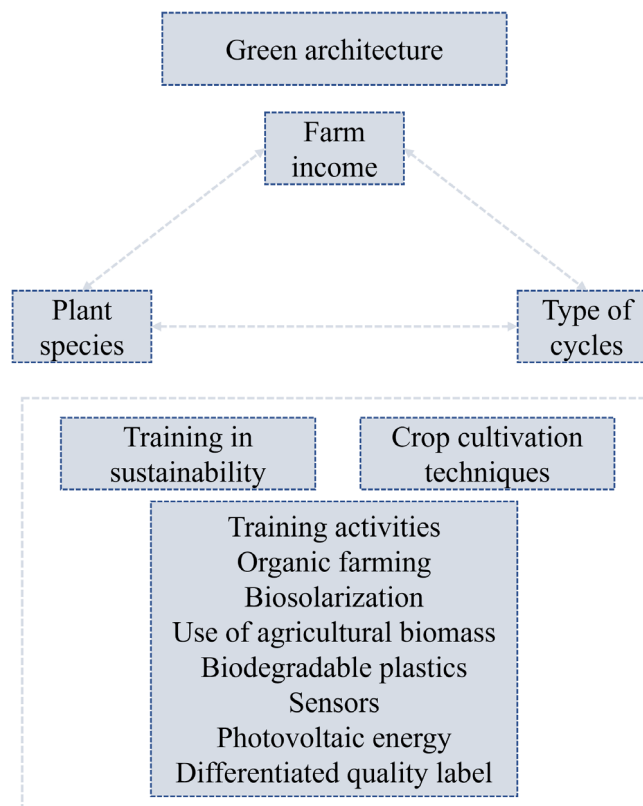 Green architecture
Farm
income
Plant
species
Type of
cycles
Training in
sustainability
Crop cultivation
techniques
Training activities
Organic farming
Biosolarization
Use of agricultural biomass
Biodegradable plastics
Sensors
Photovoltaic energy
Differentiated quality label